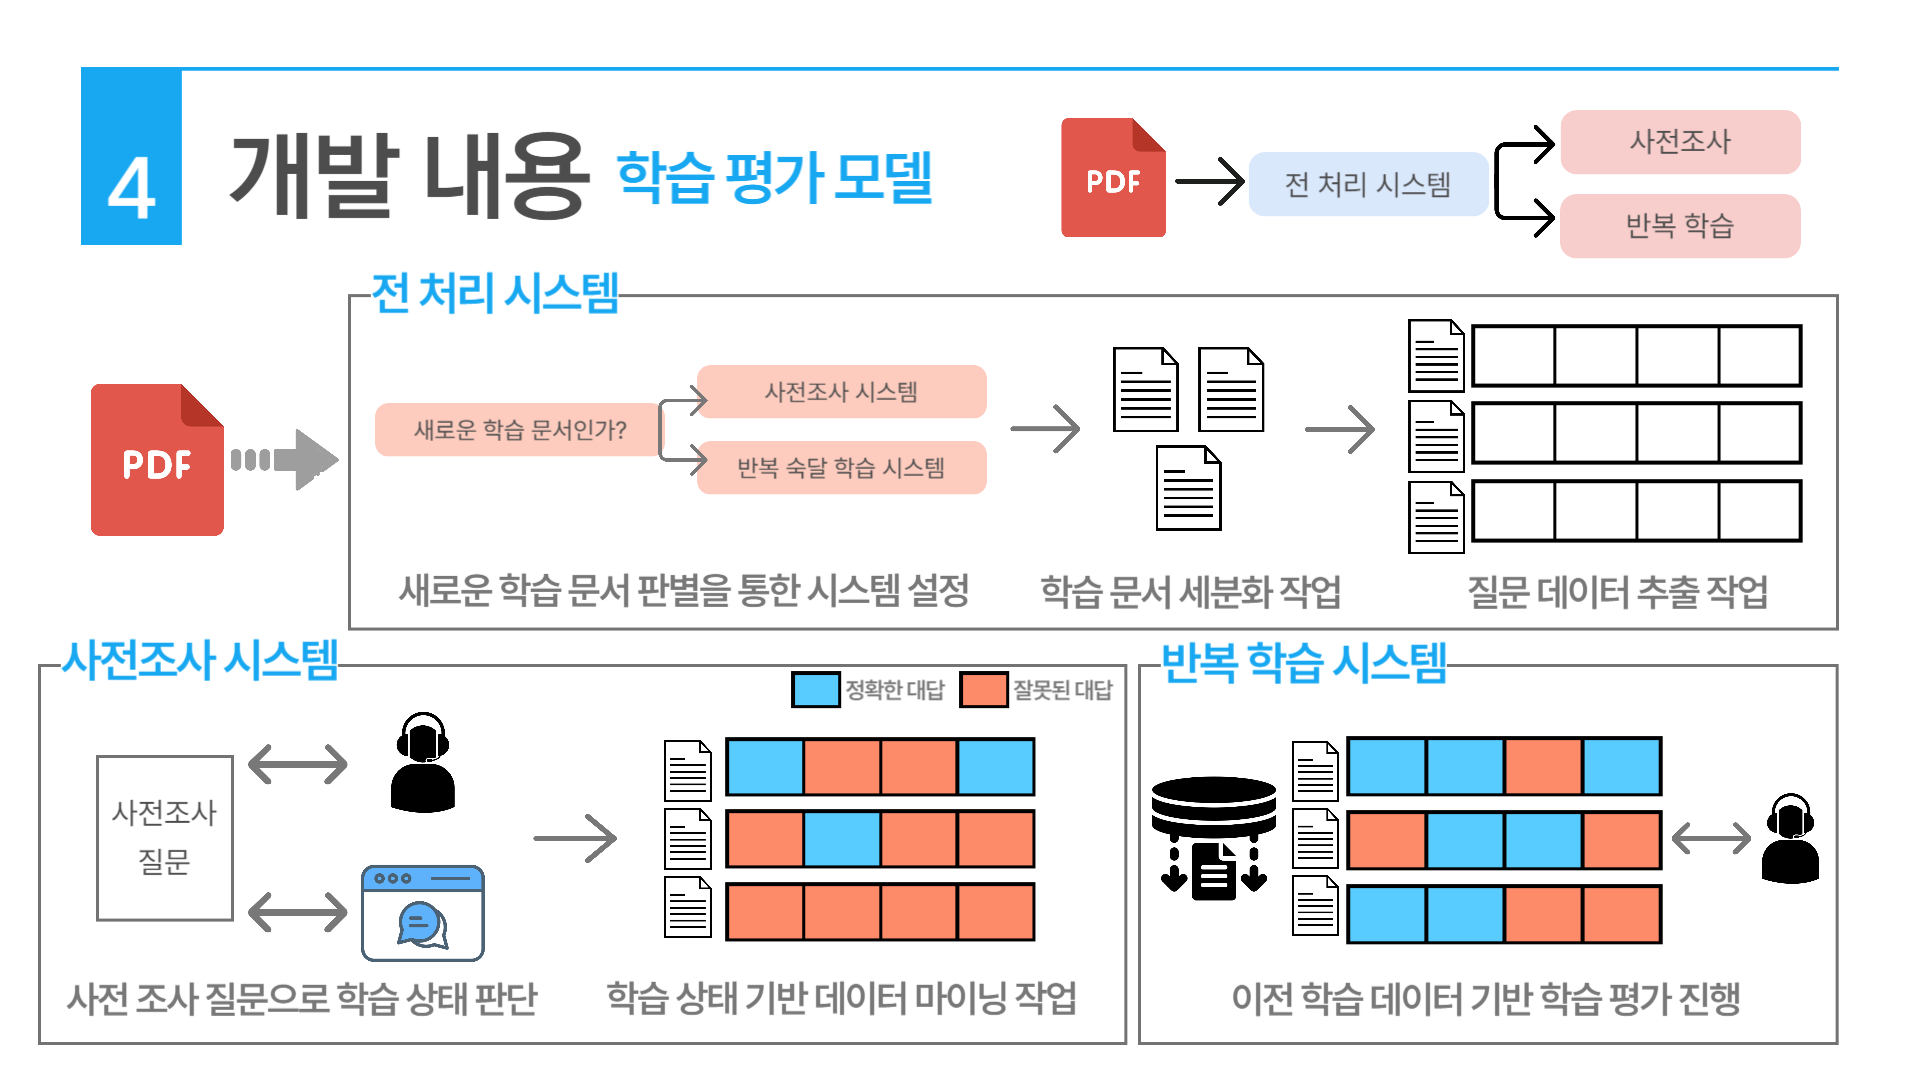 4
개발 내용 학습 평가 모델
PDF
전 처리 시스템
사전조사
반복 학습
전 처리 시스템
PDF
새로운 학습 문서인가?
사전조사 시스템
반복 숙달 학습 시스템
새로운 학습 문서 판별을 통한 시스템 설정
학습 문서 세분화 작업
질문 데이터 추출 작업
사전조사 시스템
정확한 대답
잘못된 대답
사전조사
질문
사전 조사 질문으로 학습 상태 판단
학습 상태 기반 데이터 마이닝 작업
반복 학습 시스템
이전 학습 데이터 기반 학습 평가 진행